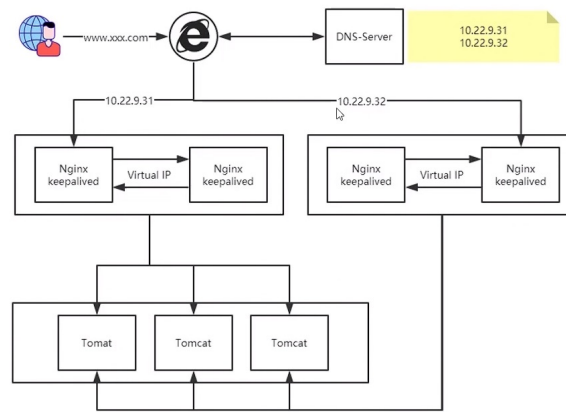 www.xxx.com
DNS-Server
10.22.9.31
10.22.9.32
10.22.9.31
10.22.9.32
Nginx
keepalived
Virtual IP
Nginx
keepalived
Nginx
keepalived
Virtual IP
Nginx
keepalived
Tomat
Tomcat
Tomcat